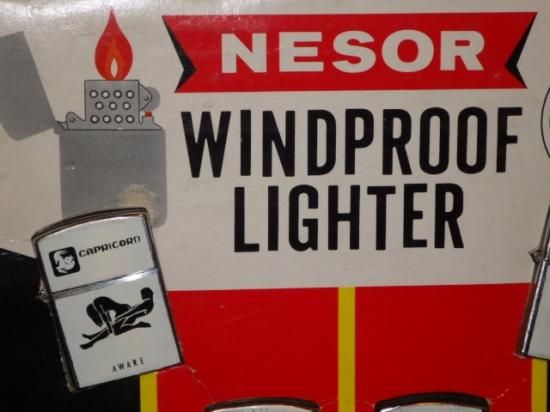 NESOR
WINDPROOF
LIGHTER
CAPRICORN
AWARE